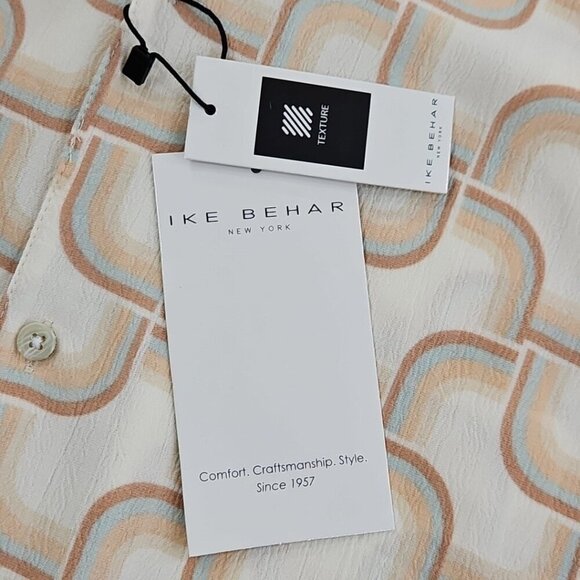 TEXTURE
IKE BEHAR
NEW YORK
IKE BEHAR
NEW YORK
Comfort. Craftsmanship. Style.
Since 1957